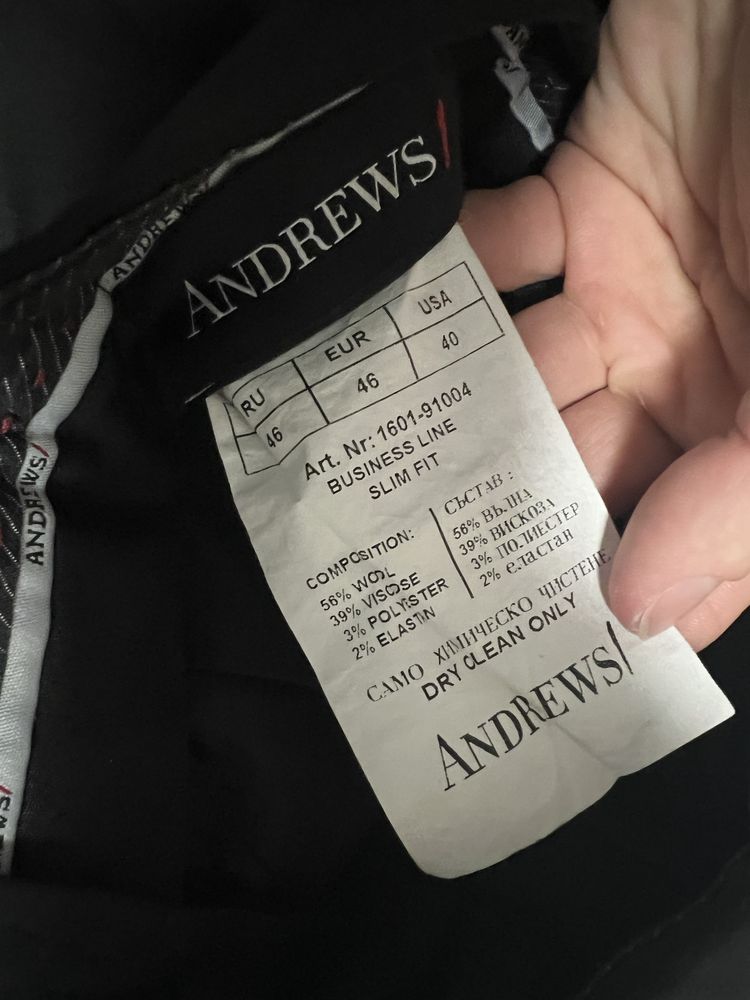 ANDREWS/
ANDREWS/
ANDREWS/
RU EUR USA
46 46 40
Art. Nr: 1601-91004
BUSINESS LINE
SLIM FIT
COMPOSITION:
56% WOOL
39% VISCOSE
3% POLYESTER
2% ELASTIN
СЪСТАВ :
56% ВЪЛНА
39% ВИСКОЗА
3% ПОЛИЕСТЕР
2% еластан
САМО ХИМИЧЕСКО ЧИСТЕНЕ
DRY CLEAN ONLY
ANDREWS/